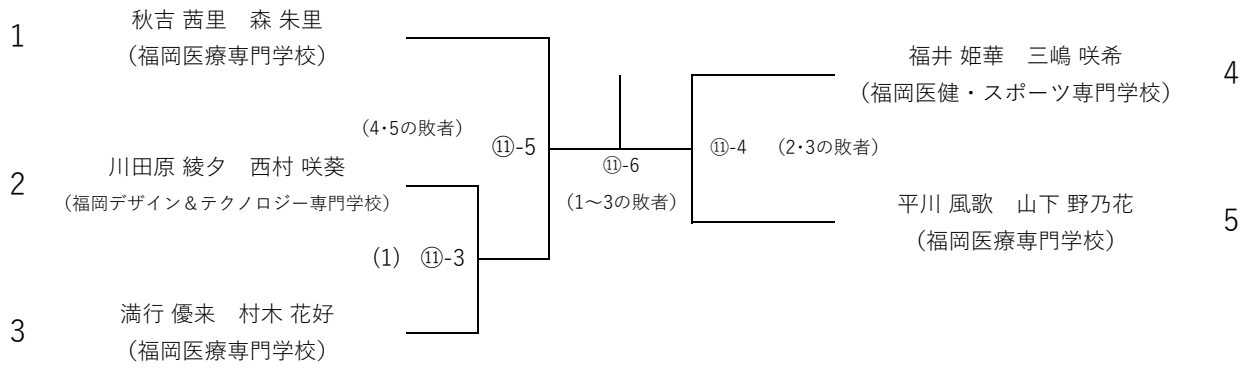 1
秋吉 茜里　森 朱里
（福岡医療専門学校）
（4･5の敗者）
⑪-5
2
川田原 綾夕　西村 咲葵
（福岡デザイン＆テクノロジー専門学校）
(1)　⑪-3
3
満行 優来　村木 花好
（福岡医療専門学校）
⑪-6
（1～3の敗者）
福井 姫華　三嶋 咲希
（福岡医健・スポーツ専門学校）
4
⑪-4　（2･3の敗者）
平川 風歌　山下 野乃花
（福岡医療専門学校）
5